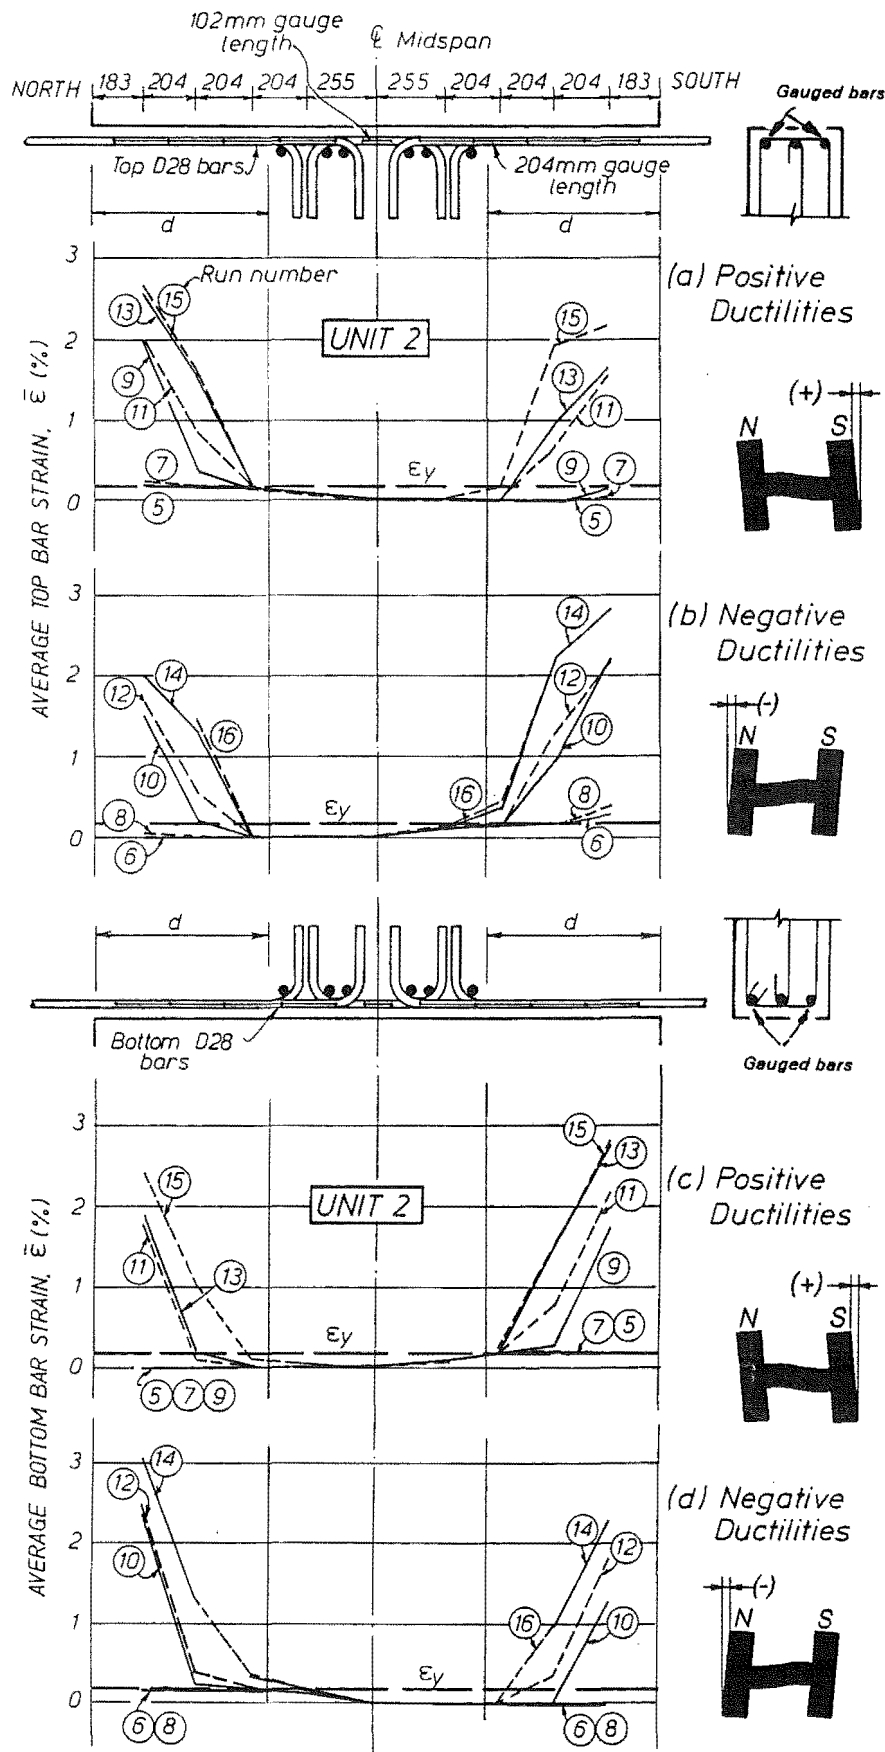 102mm gauge
length
℄ Midspan
NORTH 183 204 204 204 255 255 204 204 204 183 SOUTH
Gauged bars
Top D28 bars
204mm gauge
length
d
d
AVERAGE TOP BAR STRAIN, ε̄ (%)
3
2
1
0
Run number
13
15
9
11
7
5
UNIT 2
εy
15
13
11
9
7
5
(a) Positive
Ductilities
(+)
N S
3
2
1
0
12
14
16
10
8
6
εy
14
12
10
16
8
6
(b) Negative
Ductilities
(-)
N S
d
d
Bottom D28
bars
Gauged bars
AVERAGE BOTTOM BAR STRAIN, ε̄ (%)
3
2
1
0
15
11
13
5 7 9
UNIT 2
εy
15
13
11
9
7 5
(c) Positive
Ductilities
(+)
N S
3
2
1
0
12
14
10
6 8
εy
14
12
16
10
6 8
(d) Negative
Ductilities
(-)
N S